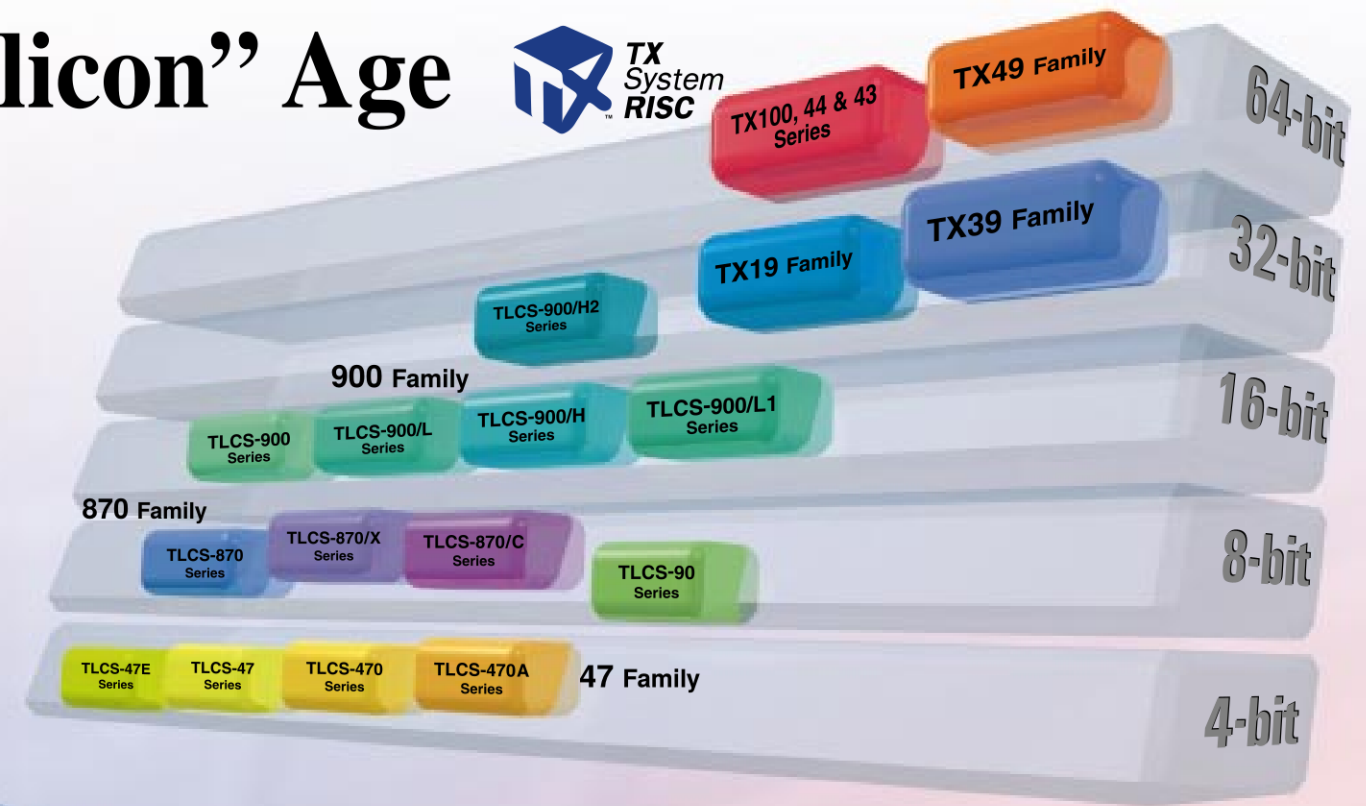 licon” Age
TX
System
RISC
TX
™
TX100, 44 & 43
Series
TX49 Family
64-bit
TLCS-900/H2
Series
TX19 Family
TX39 Family
32-bit
900 Family
TLCS-900
Series
TLCS-900/L
Series
TLCS-900/H
Series
TLCS-900/L1
Series
16-bit
870 Family
TLCS-870
Series
TLCS-870/X
Series
TLCS-870/C
Series
TLCS-90
Series
8-bit
TLCS-47E
Series
TLCS-47
Series
TLCS-470
Series
TLCS-470A
Series
47 Family
4-bit